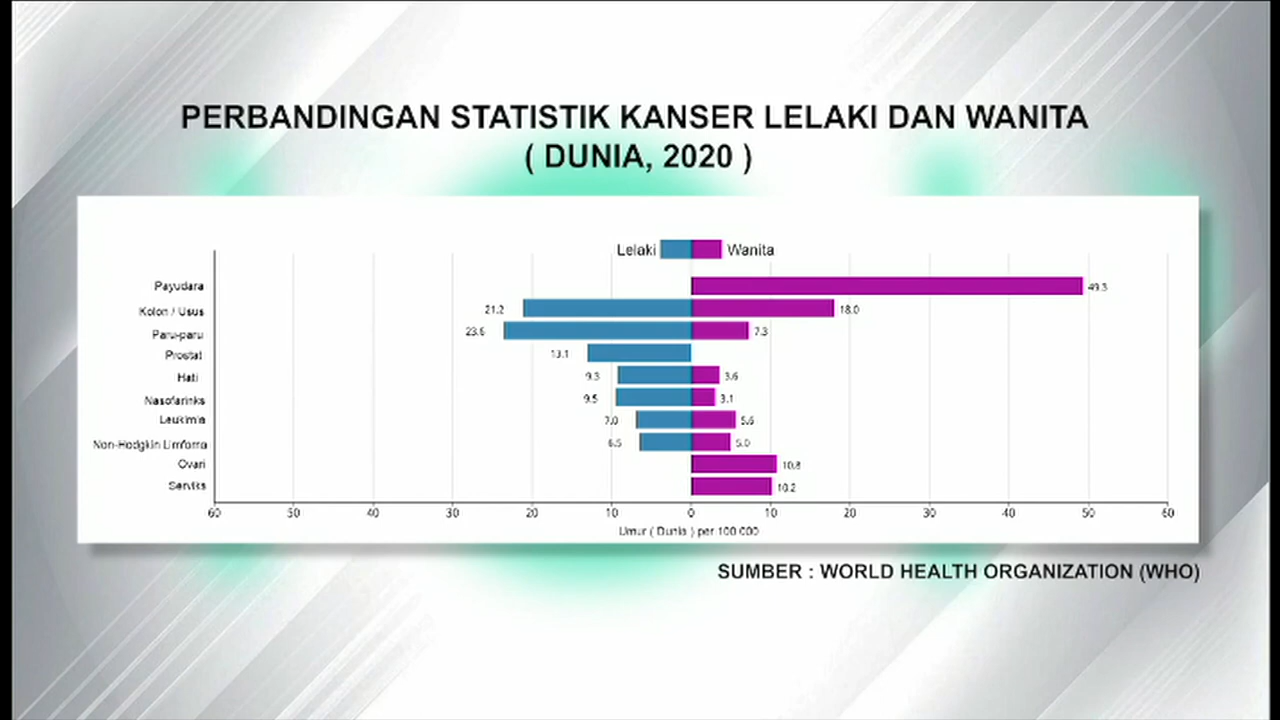 PERBANDINGAN STATISTIK KANSER LELAKI DAN WANITA
( DUNIA, 2020 )
Lelaki Wanita
Payudara 49.3
Kolon / Usus 21.2 18.0
Paru-paru 23.6 7.3
Prostat 13.1
Hati 9.3 3.6
Nasofarinks 9.5 3.1
Leukimia 7.0 5.6
Non-Hodgkin Limfoma 6.5 5.0
Ovari 10.8
Serviks 10.2
60 50 40 30 20 10 0 10 20 30 40 50 60
Umur ( Dunia ) per 100 000
SUMBER : WORLD HEALTH ORGANIZATION (WHO)